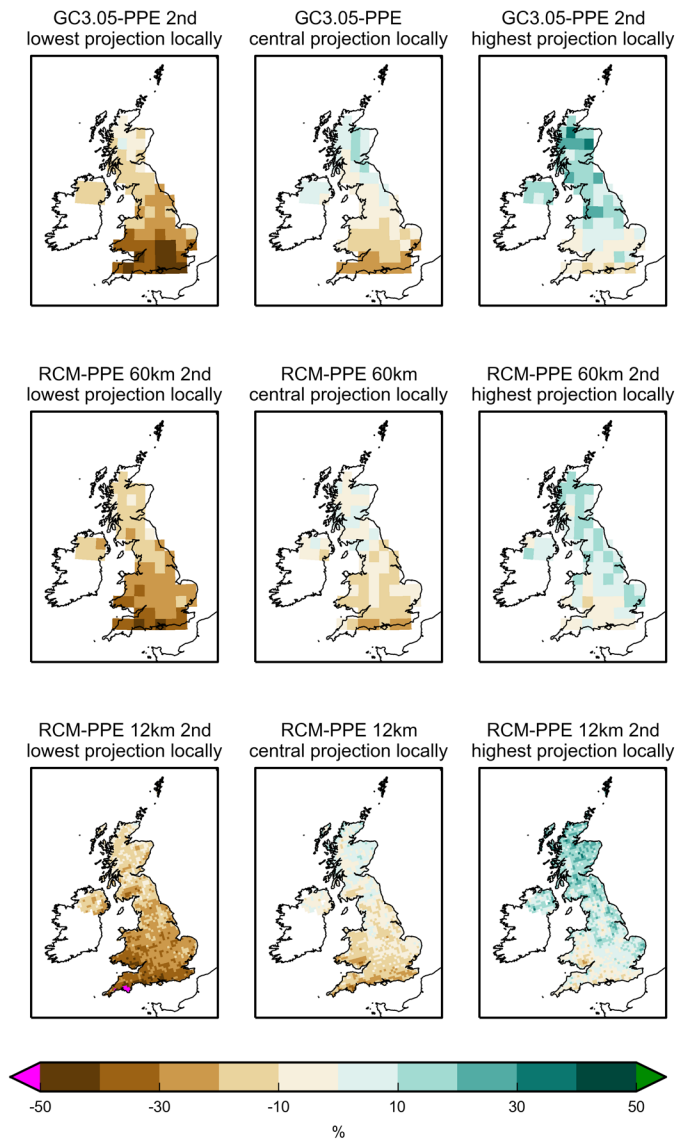 GC3.05-PPE 2nd
lowest projection locally
GC3.05-PPE
central projection locally
GC3.05-PPE 2nd
highest projection locally
RCM-PPE 60km 2nd
lowest projection locally
RCM-PPE 60km
central projection locally
RCM-PPE 60km 2nd
highest projection locally
RCM-PPE 12km 2nd
lowest projection locally
RCM-PPE 12km
central projection locally
RCM-PPE 12km 2nd
highest projection locally
-50 -30 -10 10 30 50
%